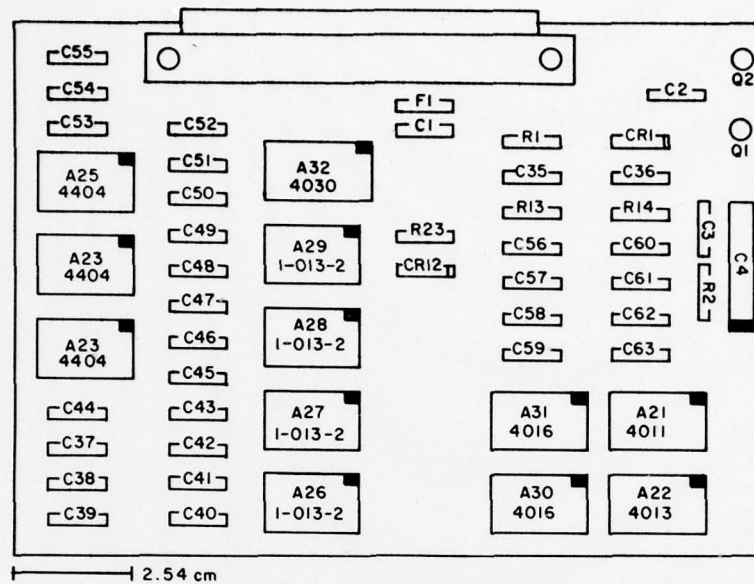 C55
C54
C53
A25
4404
A23
4404
A23
4404
C44
C37
C38
C39
C52
C51
C50
C49
C48
C47
C46
C45
C43
C42
C41
C40
A32
4030
A29
1-013-2
A28
1-013-2
A27
1-013-2
A26
1-013-2
F1
C1
R23
CR12
R1
C35
R13
C56
C57
C58
C59
A31
4016
A30
4016
C2
CR1
C36
R14
C60
C61
C62
C63
A21
4011
A22
4013
Q2
Q1
C3
R2
C4
2.54 cm